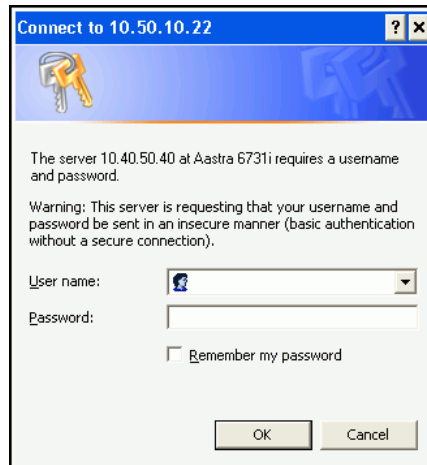 Connect to 10.50.10.22
The server 10.40.50.40 at Aastra 6731i requires a username
and password.
Warning: This server is requesting that your username and
password be sent in an insecure manner (basic authentication
without a secure connection).
User name:
Password:
Remember my password
OK
Cancel